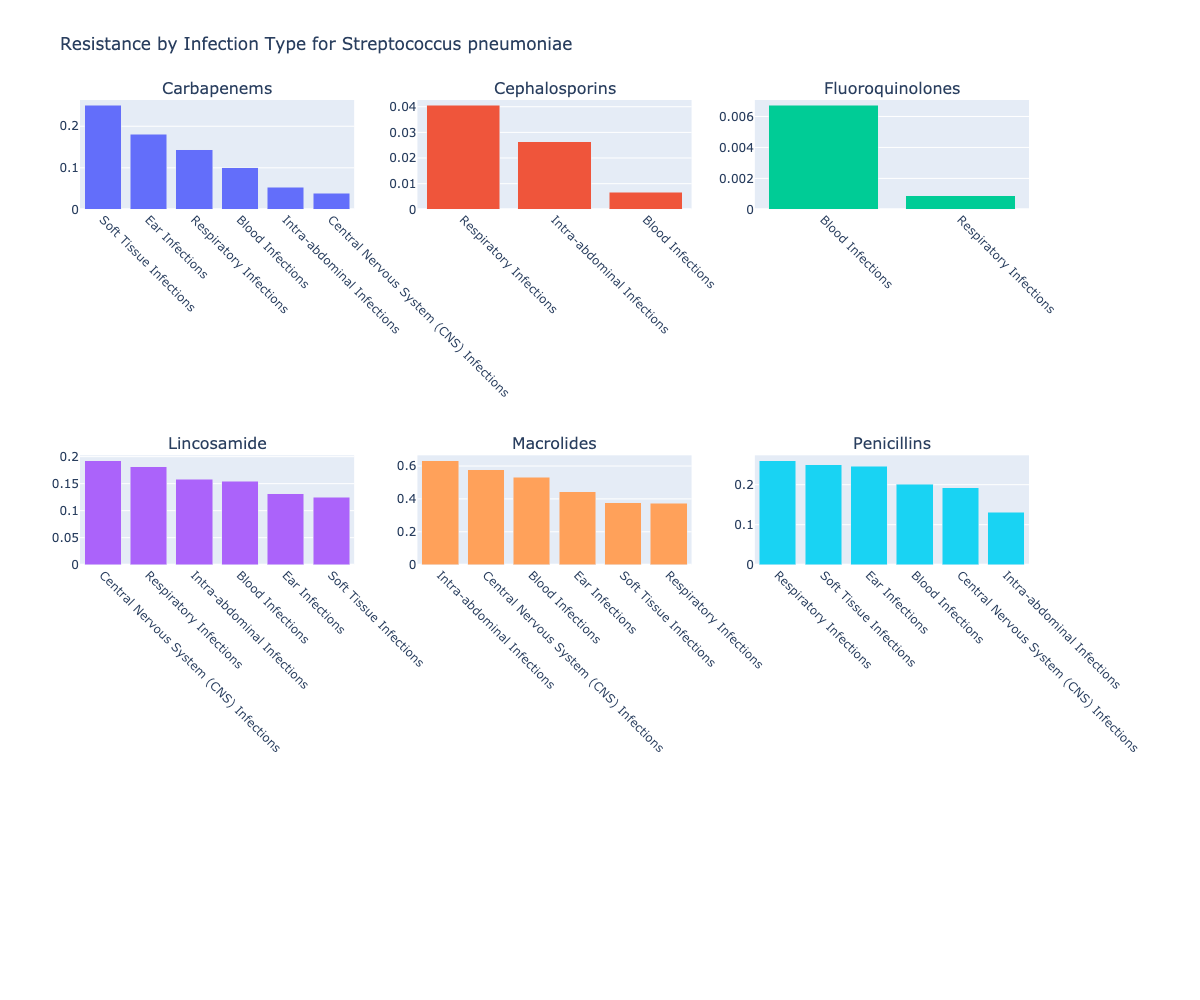 Resistance by Infection Type for Streptococcus pneumoniae
Carbapenems
0.2
0.1
0
Soft Tissue Infections
Ear Infections
Respiratory Infections
Blood Infections
Intra-abdominal Infections
Central Nervous System (CNS) Infections
Cephalosporins
0.04
0.03
0.02
0.01
0
Respiratory Infections
Intra-abdominal Infections
Blood Infections
Fluoroquinolones
0.006
0.004
0.002
0
Blood Infections
Respiratory Infections
Lincosamide
0.2
0.15
0.1
0.05
0
Central Nervous System (CNS) Infections
Respiratory Infections
Intra-abdominal Infections
Blood Infections
Ear Infections
Soft Tissue Infections
Macrolides
0.6
0.4
0.2
0
Intra-abdominal Infections
Central Nervous System (CNS) Infections
Blood Infections
Ear Infections
Soft Tissue Infections
Respiratory Infections
Penicillins
0.2
0.1
0
Respiratory Infections
Soft Tissue Infections
Ear Infections
Blood Infections
Central Nervous System (CNS) Infections
Intra-abdominal Infections